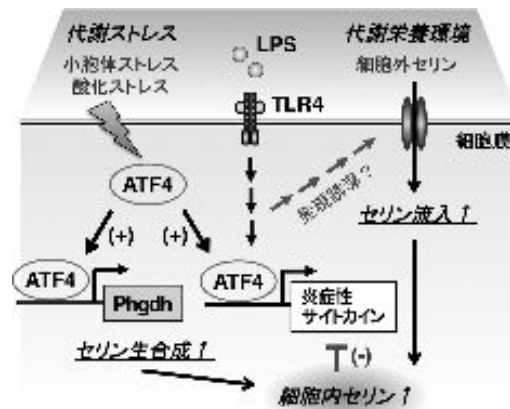 代謝ストレス
小胞体ストレス
酸化ストレス
LPS
TLR4
代謝栄養環境
細胞外セリン
細胞膜
ATF4
発現誘導?
セリン流入↑
(+)
(+)
ATF4
Phgdh
ATF4
炎症性
サイトカイン
セリン生合成↑
(-)
細胞内セリン↑